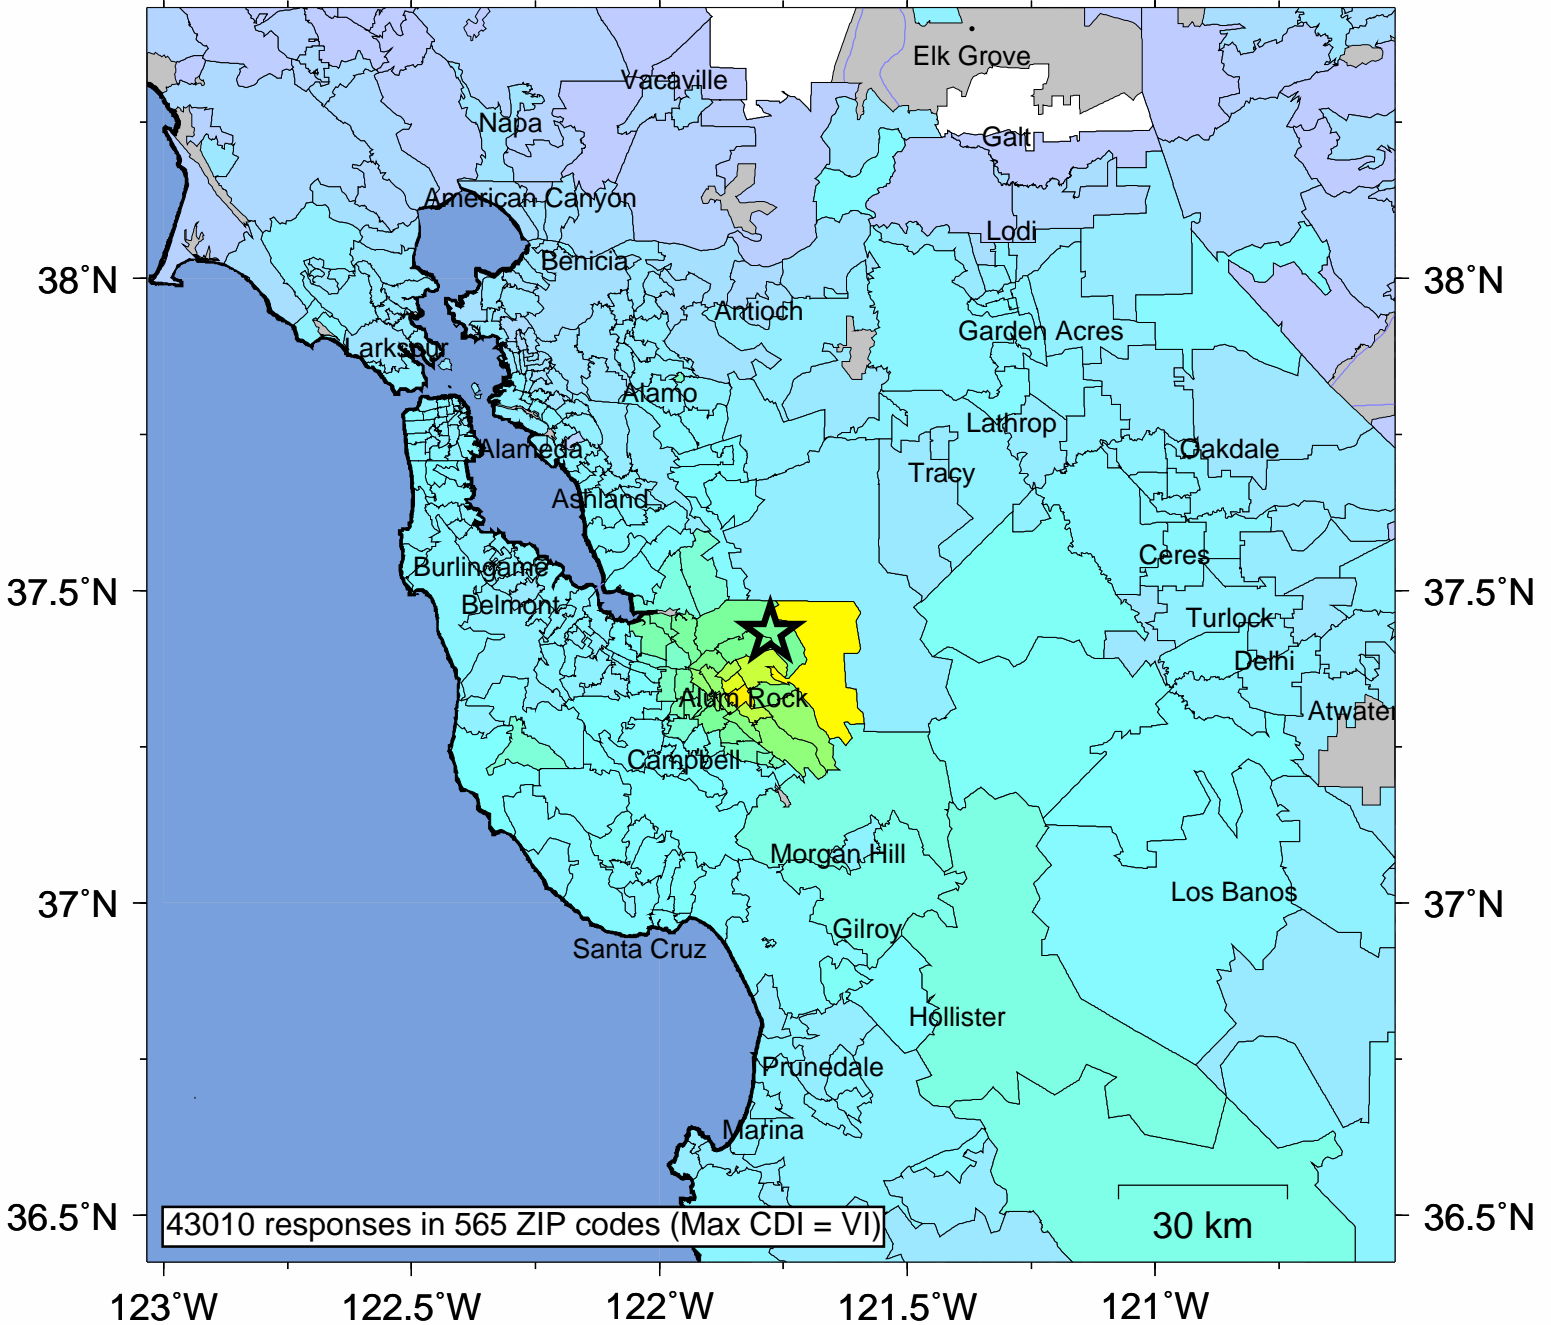 Elk Grove
Vacaville
Napa
Galt
American Canyon
Lodi
Benicia
38°N
38°N
Antioch
Garden Acres
Larkspur
Alamo
Lathrop
Alameda
Oakdale
Tracy
Ashland
Ceres
Burlingame
37.5°N
37.5°N
Belmont
Turlock
Delhi
Alum Rock
Atwater
Campbell
Morgan Hill
Los Banos
37°N
37°N
Gilroy
Santa Cruz
Hollister
Prunedale
Marina
36.5°N
43010 responses in 565 ZIP codes (Max CDI = VI)
30 km
36.5°N
123°W
122.5°W
122°W
121.5°W
121°W